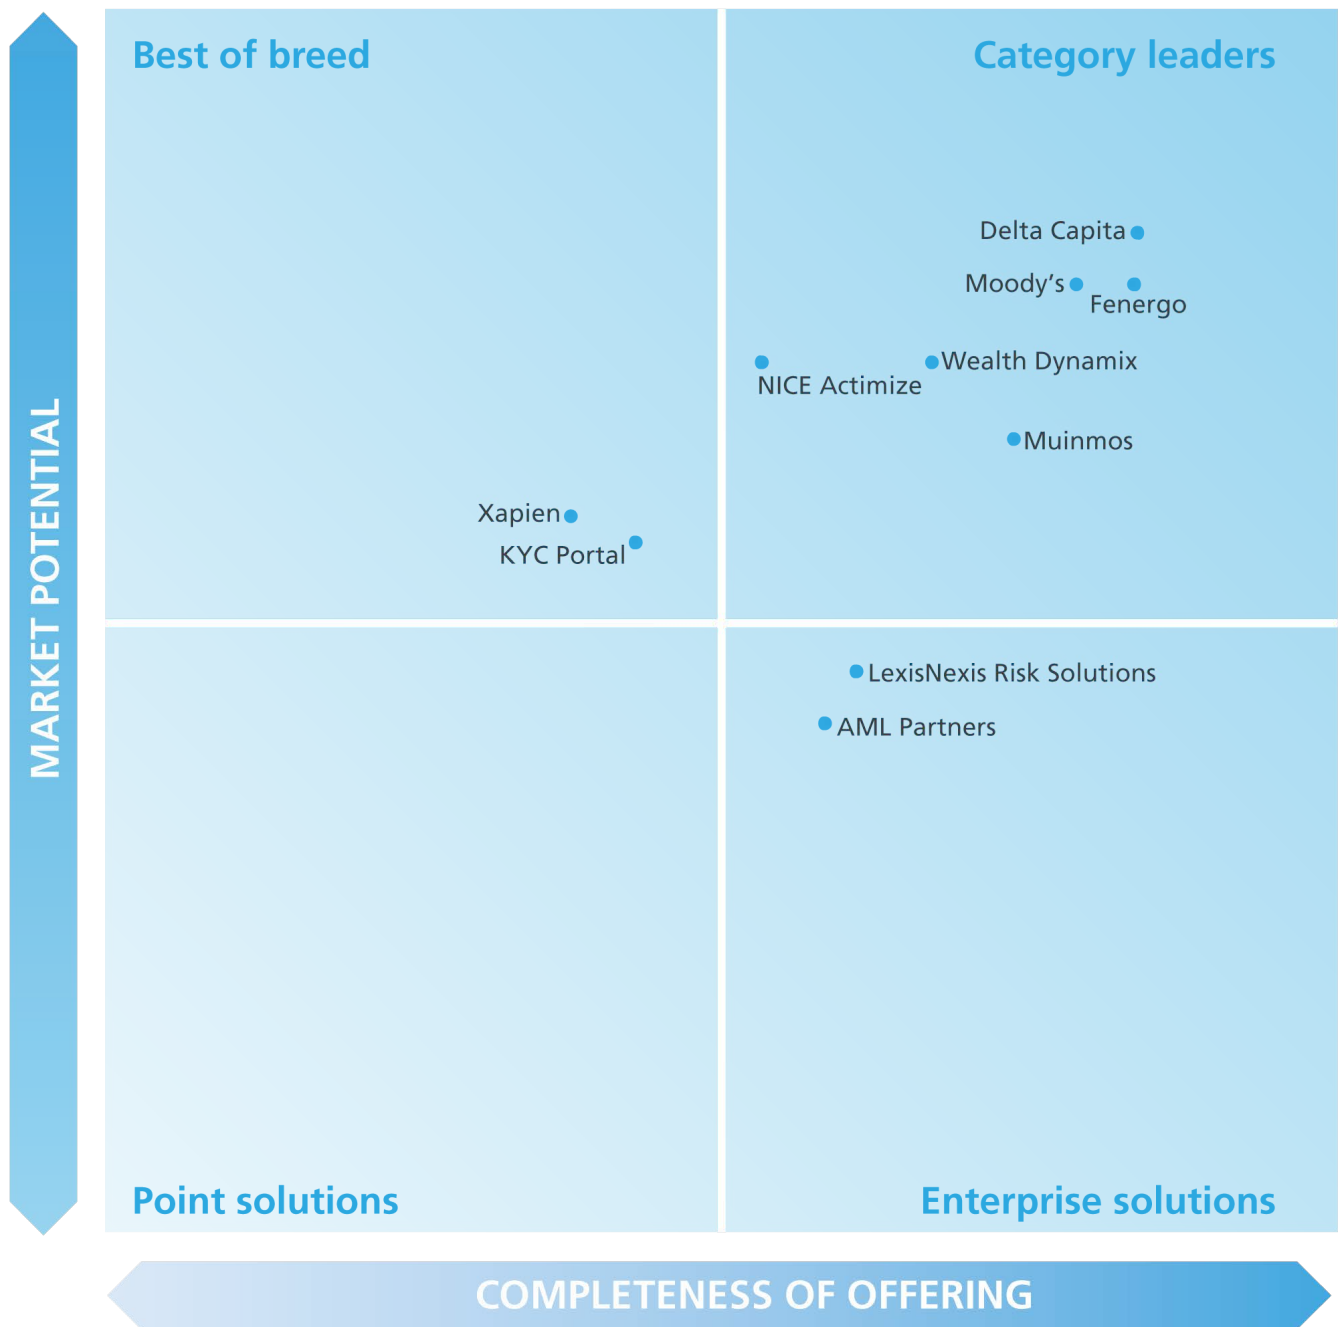 Best of breed
Category leaders
Delta Capita
Moody’s
Fenergo
Wealth Dynamix
NICE Actimize
Muinmos
Xapien
KYC Portal
MARKET POTENTIAL
LexisNexis Risk Solutions
AML Partners
Point solutions
Enterprise solutions
COMPLETENESS OF OFFERING